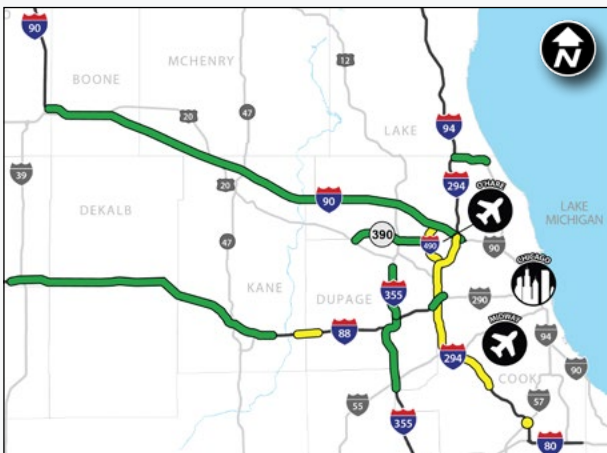 90
N
MCHENRY
12
BOONE
20
47
LAKE
94
39
20
294
O'HARE
90
DEKALB
LAKE
MICHIGAN
390
490
90
47
CHICAGO
KANE
355
DUPAGE
290
88
MIDWAY
294
94
COOK
90
55
355
57
80